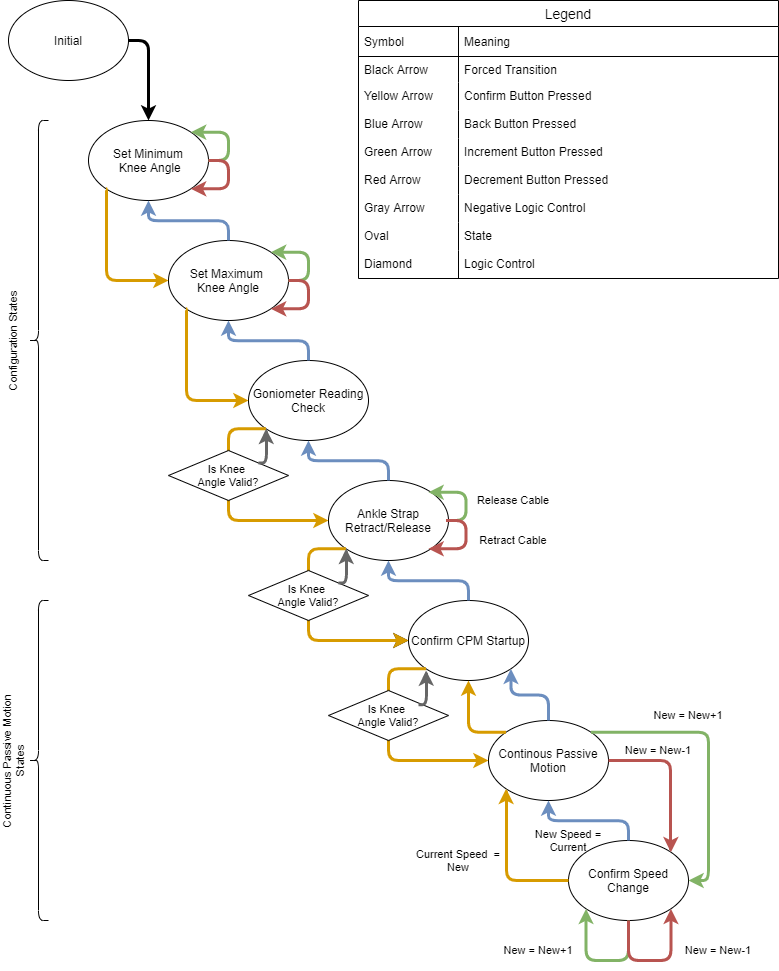 Initial
Legend
Symbol Meaning
Black Arrow Forced Transition
Yellow Arrow Confirm Button Pressed
Blue Arrow Back Button Pressed
Green Arrow Increment Button Pressed
Red Arrow Decrement Button Pressed
Gray Arrow Negative Logic Control
Oval State
Diamond Logic Control
Configuration States
Set Minimum
Knee Angle
Set Maximum
Knee Angle
Goniometer Reading
Check
Is Knee
Angle Valid?
Ankle Strap
Retract/Release
Release Cable
Retract Cable
Is Knee
Angle Valid?
Continuous Passive Motion
States
Confirm CPM Startup
Is Knee
Angle Valid?
Continous Passive
Motion
New = New+1
New = New-1
New Speed =
Current
Current Speed =
New
Confirm Speed
Change
New = New+1
New = New-1